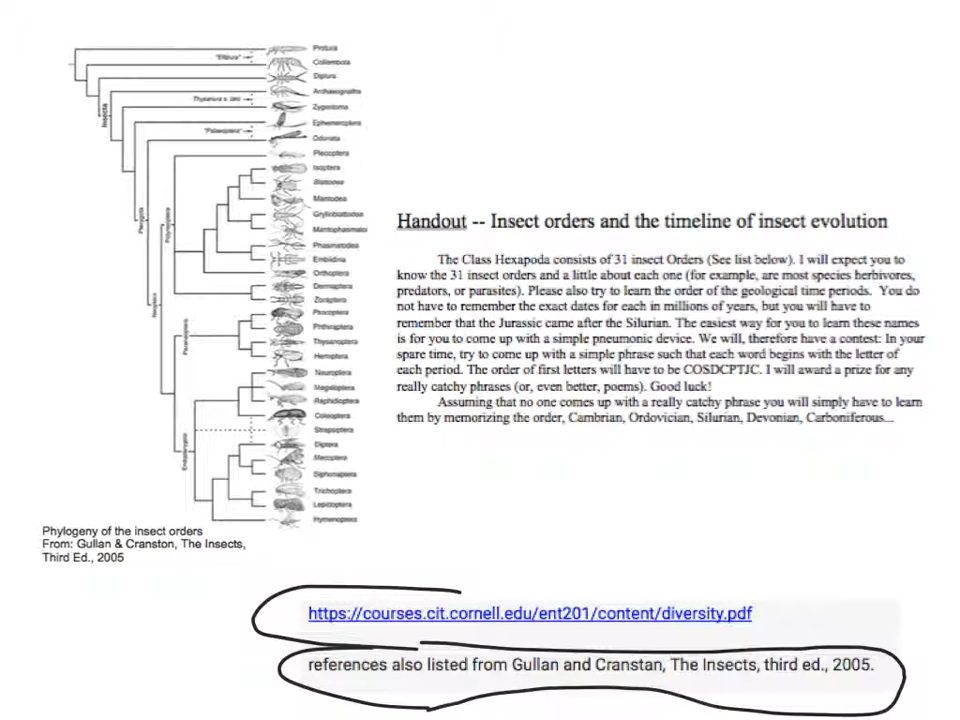 Protura
"Ellipura"
Collembola
Diplura
Archaeognatha
Thysanura s. lato
Zygentoma
Insecta
Ephemeroptera
"Palaeoptera"
Odonata
Plecoptera
Isoptera
Blattodea
Mantodea
Grylloblattodea
Pterygota
Polyneoptera
Mantophasmatodea
Phasmatodea
Embiidina
Orthoptera
Dermaptera
Zoraptera
Neoptera
Psocoptera
Phthiraptera
Paraneoptera
Thysanoptera
Hemiptera
Neuroptera
Megaloptera
Raphidioptera
Coleoptera
Strepsiptera
Endopterygota
Diptera
Mecoptera
Siphonaptera
Trichoptera
Lepidoptera
Hymenoptera
Phylogeny of the insect orders
From: Gullan & Cranston, The Insects,
Third Ed., 2005
Handout -- Insect orders and the timeline of insect evolution
The Class Hexapoda consists of 31 insect Orders (See list below). I will expect you to
know the 31 insect orders and a little about each one (for example, are most species herbivores,
predators, or parasites). Please also try to learn the order of the geological time periods. You do
not have to remember the exact dates for each in millions of years, but you will have to
remember that the Jurassic came after the Silurian. The easiest way for you to learn these names
is for you to come up with a simple pneumonic device. We will, therefore have a contest: In your
spare time, try to come up with a simple phrase such that each word begins with the letter of
each period. The order of first letters will have to be COSDCPTJC. I will award a prize for any
really catchy phrases (or, even better, poems). Good luck!
Assuming that no one comes up with a really catchy phrase you will simply have to learn
them by memorizing the order, Cambrian, Ordovician, Silurian, Devonian, Carboniferous...
https://courses.cit.cornell.edu/ent201/content/diversity.pdf
references also listed from Gullan and Cranstan, The Insects, third ed., 2005.